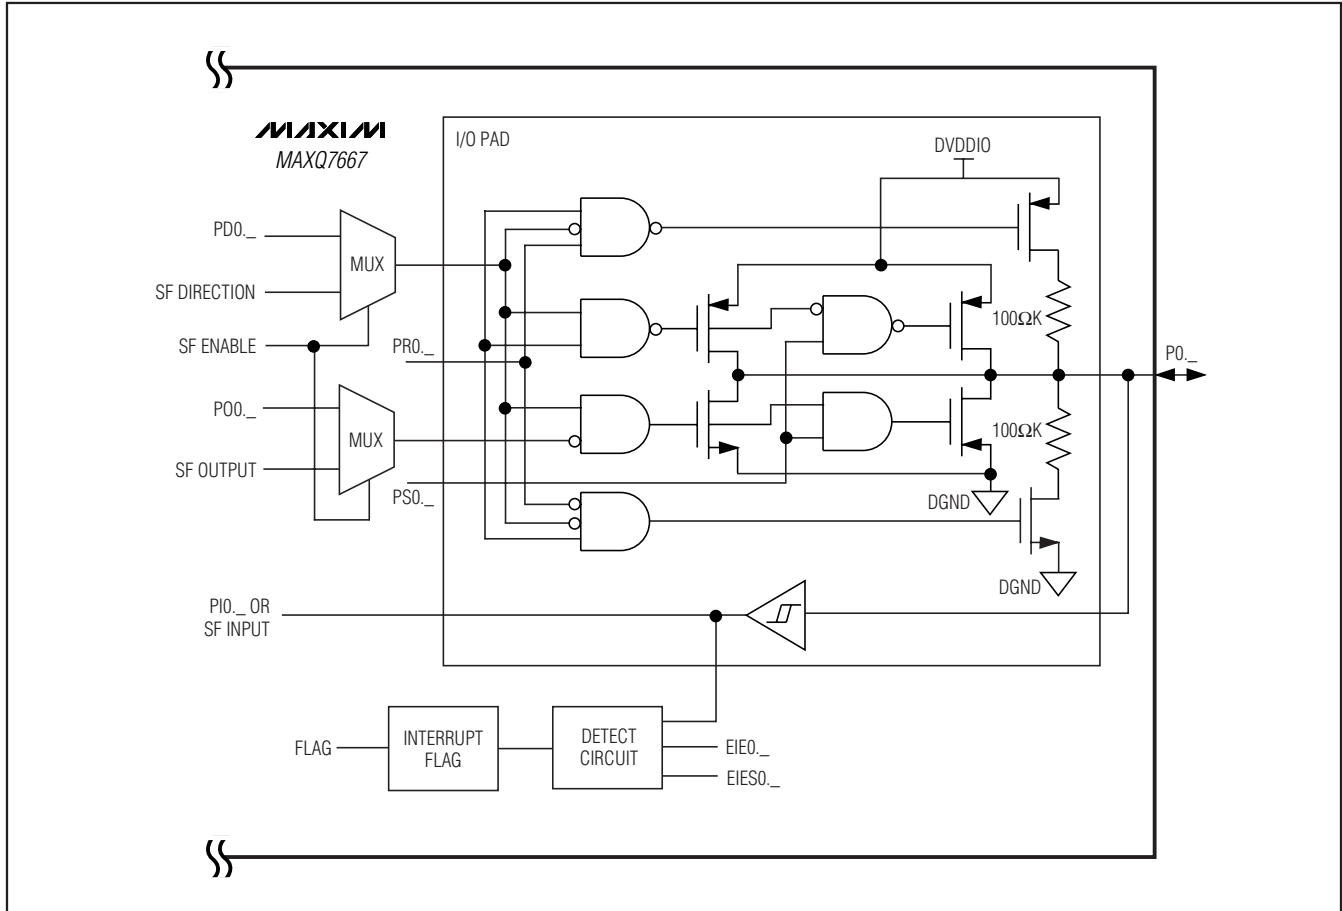 MAXIM
MAXQ7667
I/O PAD
DVDDIO
PD0._
MUX
SF DIRECTION
100ΩK
SF ENABLE
PR0._
P0._
PO0._
MUX
100ΩK
SF OUTPUT
PS0._
DGND
DGND
PI0._ OR
SF INPUT
FLAG
INTERRUPT
FLAG
DETECT
CIRCUIT
EIE0._
EIES0._